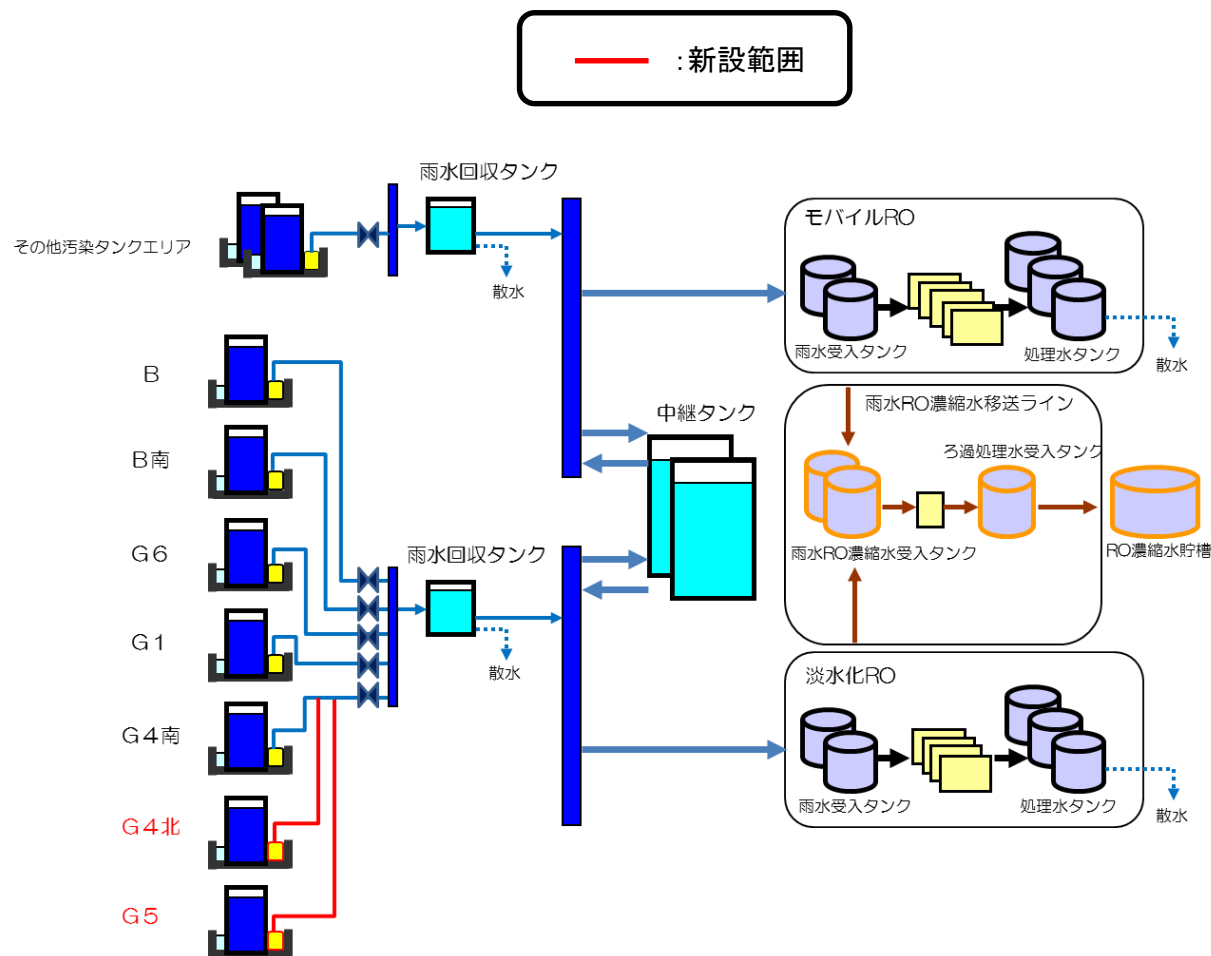 :新設範囲
雨水回収タンク
その他汚染タンクエリア
散水
モバイルRO
雨水受入タンク
処理水タンク
散水
B
B南
G6
G1
G4南
G4北
G5
雨水回収タンク
散水
中継タンク
雨水RO濃縮水移送ライン
ろ過処理水受入タンク
雨水RO濃縮水受入タンク
RO濃縮水貯槽
淡水化RO
雨水受入タンク
処理水タンク
散水